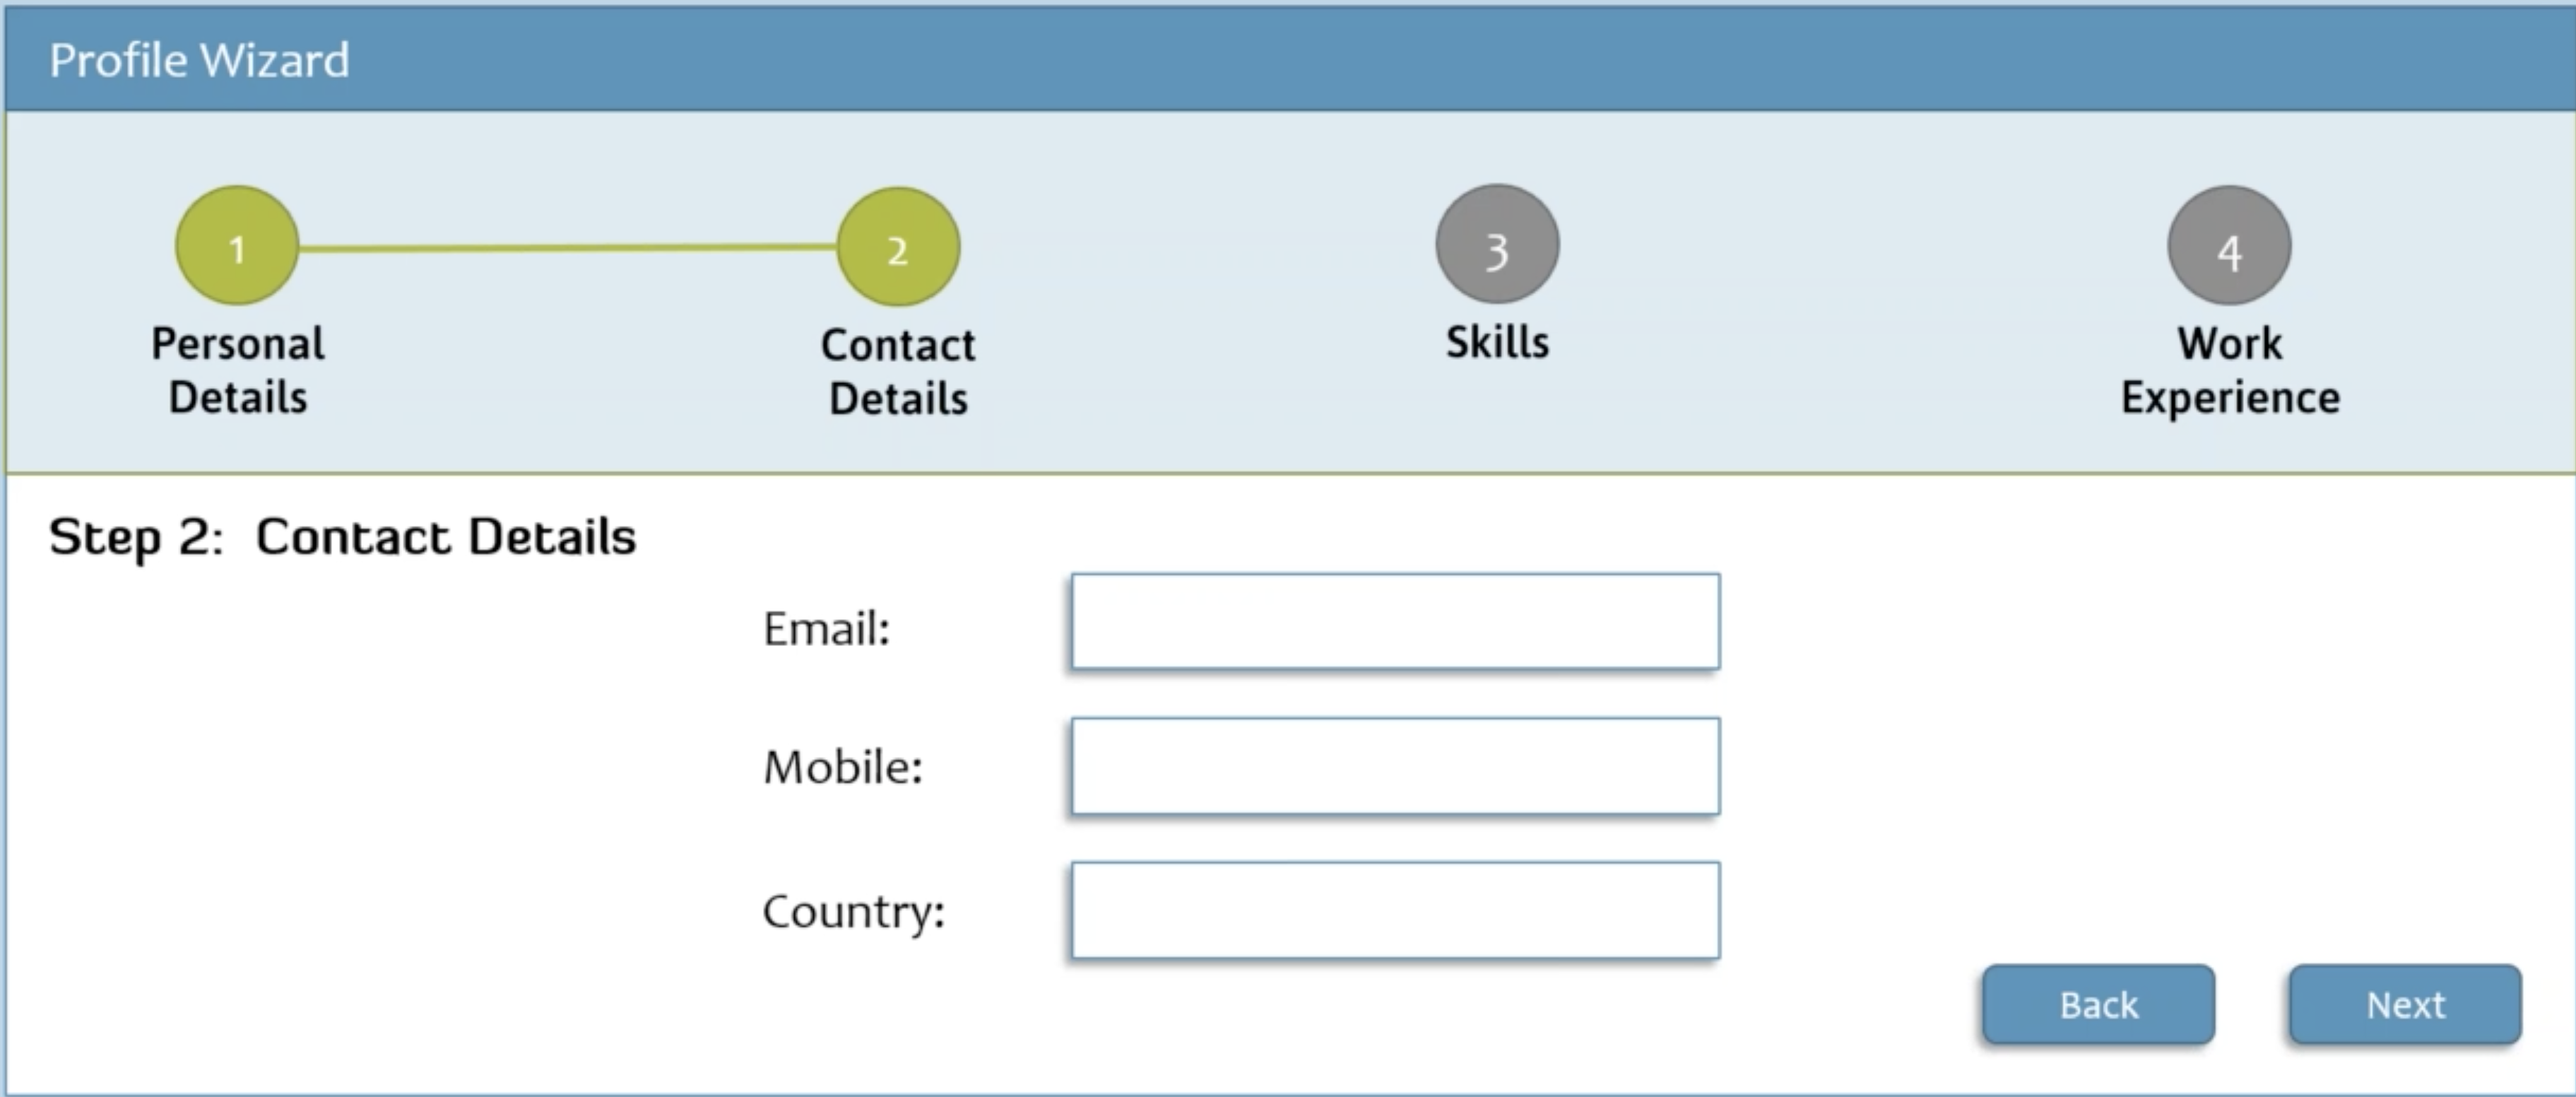 Profile Wizard
1
2
3
4
Personal
Details
Contact
Details
Skills
Work
Experience
Step 2: Contact Details
Email:
Mobile:
Country:
Back
Next